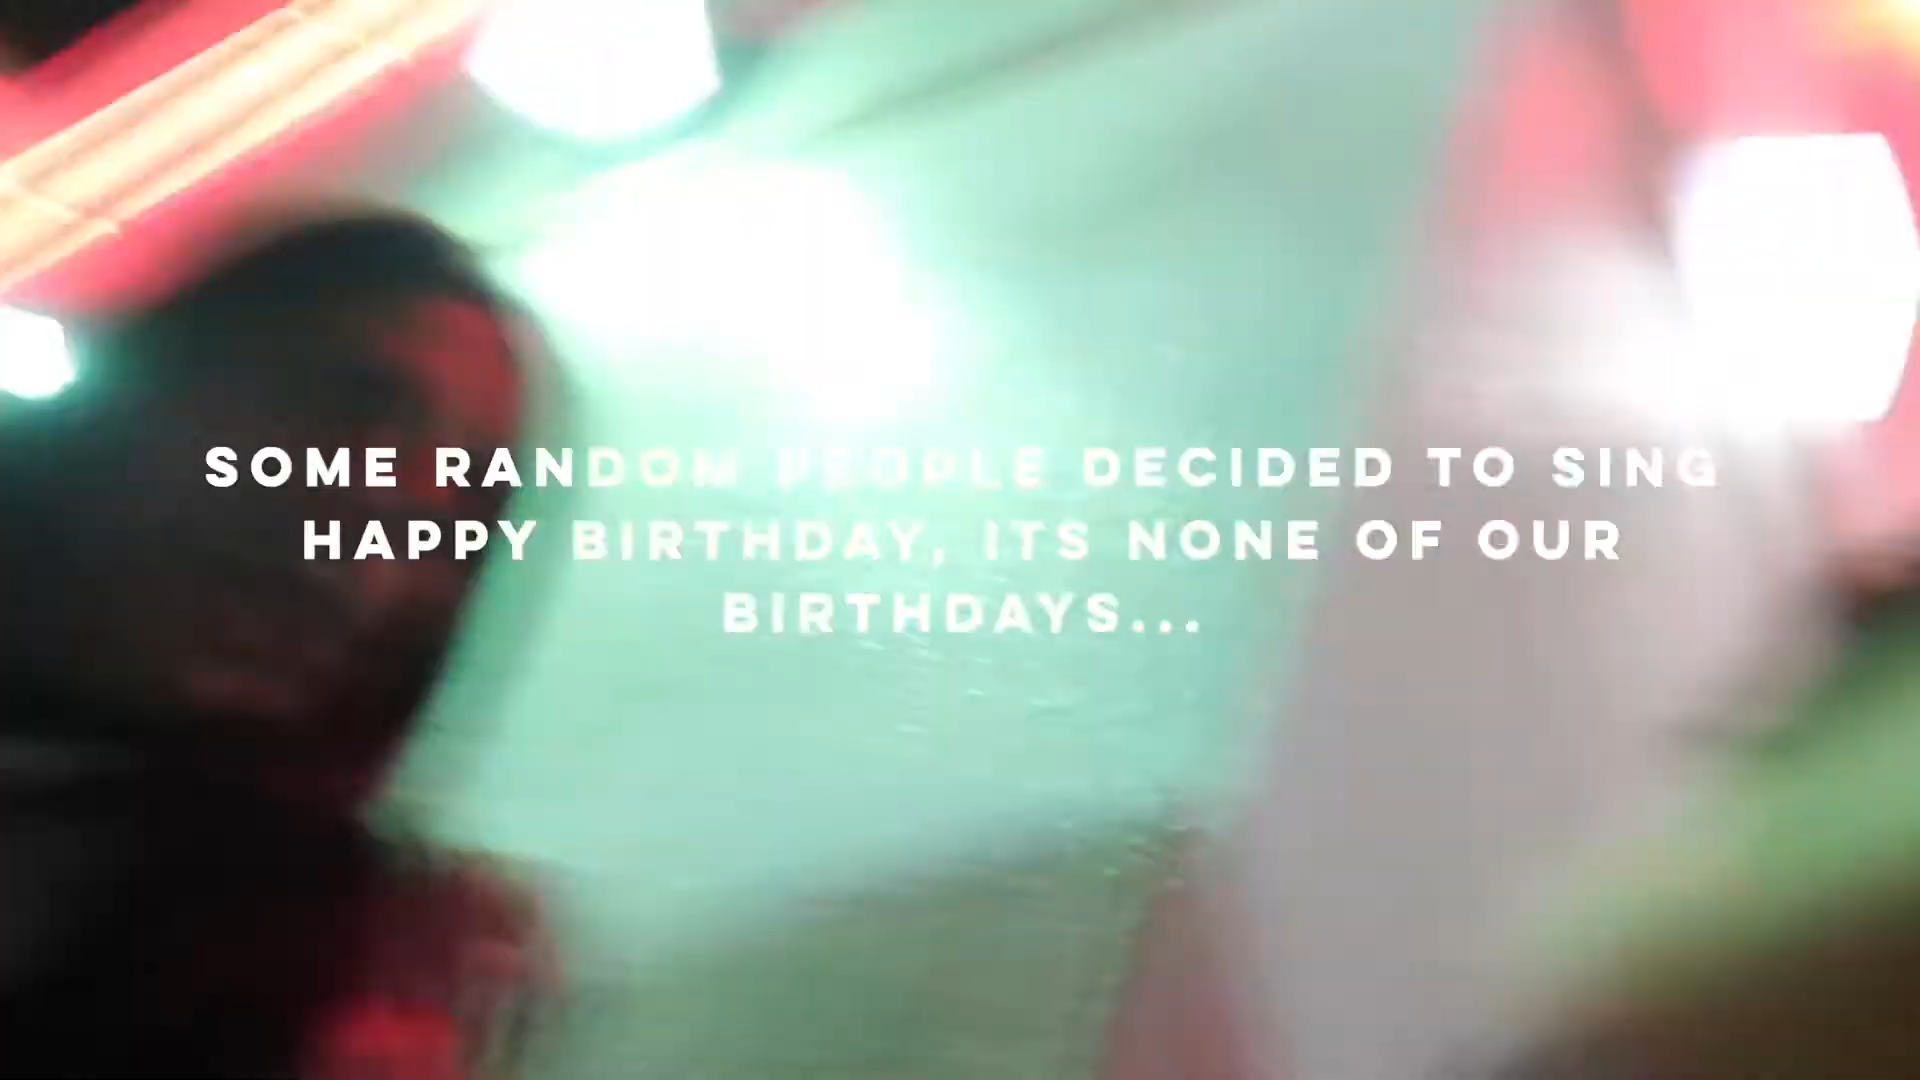 SOME RANDOM PEOPLE DECIDED TO SING
HAPPY BIRTHDAY, ITS NONE OF OUR
BIRTHDAYS...